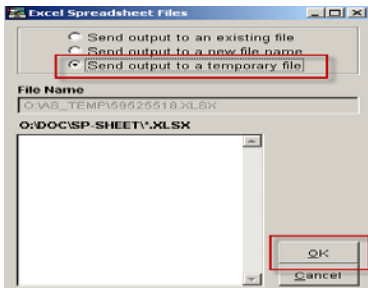 Excel Spreadsheet Files
Send output to an existing file
Send output to a new file name
Send output to a temporary file
File Name
O:\AS_TEMP\59525518.XLSX
O:\DOC\SP-SHEET\*.XLSX
OK
Cancel